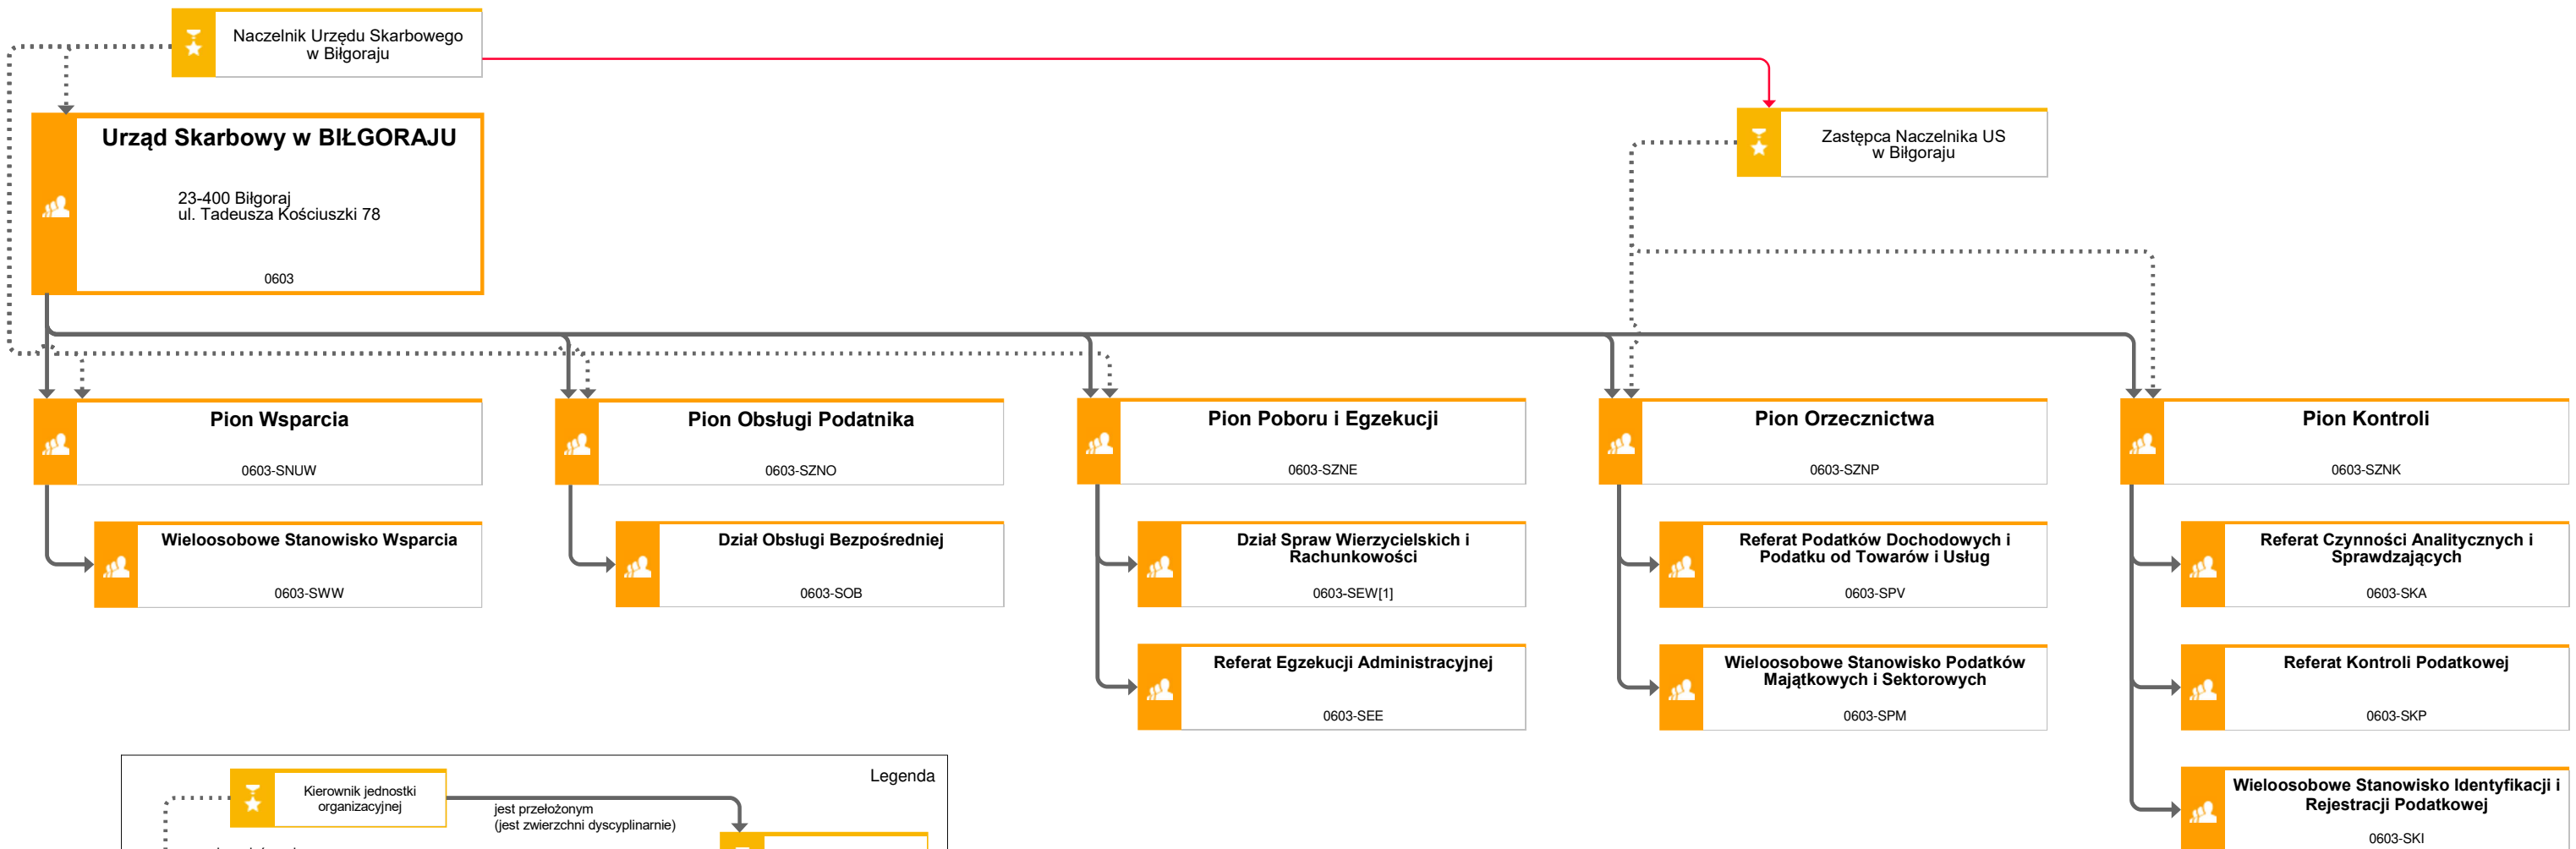 Naczelnik Urzędu Skarbowego
w Biłgoraju
Urząd Skarbowy w BIŁGORAJU
23-400 Biłgoraj
ul. Tadeusza Kościuszki 78
0603
Zastępca Naczelnika US
w Biłgoraju
Pion Wsparcia
0603-SNUW
Pion Obsługi Podatnika
0603-SZNO
Pion Poboru i Egzekucji
0603-SZNE
Pion Orzecznictwa
0603-SZNP
Pion Kontroli
0603-SZNK
Wieloosobowe Stanowisko Wsparcia
0603-SWW
Dział Obsługi Bezpośredniej
0603-SOB
Dział Spraw Wierzycielskich i
Rachunkowości
0603-SEW[1]
Referat Podatków Dochodowych i
Podatku od Towarów i Usług
0603-SPV
Referat Czynności Analitycznych i
Sprawdzających
0603-SKA
Referat Egzekucji Administracyjnej
0603-SEE
Wieloosobowe Stanowisko Podatków
Majątkowych i Sektorowych
0603-SPM
Referat Kontroli Podatkowej
0603-SKP
Wieloosobowe Stanowisko Identyfikacji i
Rejestracji Podatkowej
0603-SKI
Legenda
Kierownik jednostki
organizacyjnej
jest przełożonym
(jest zwierzchni dyscyplinarnie)